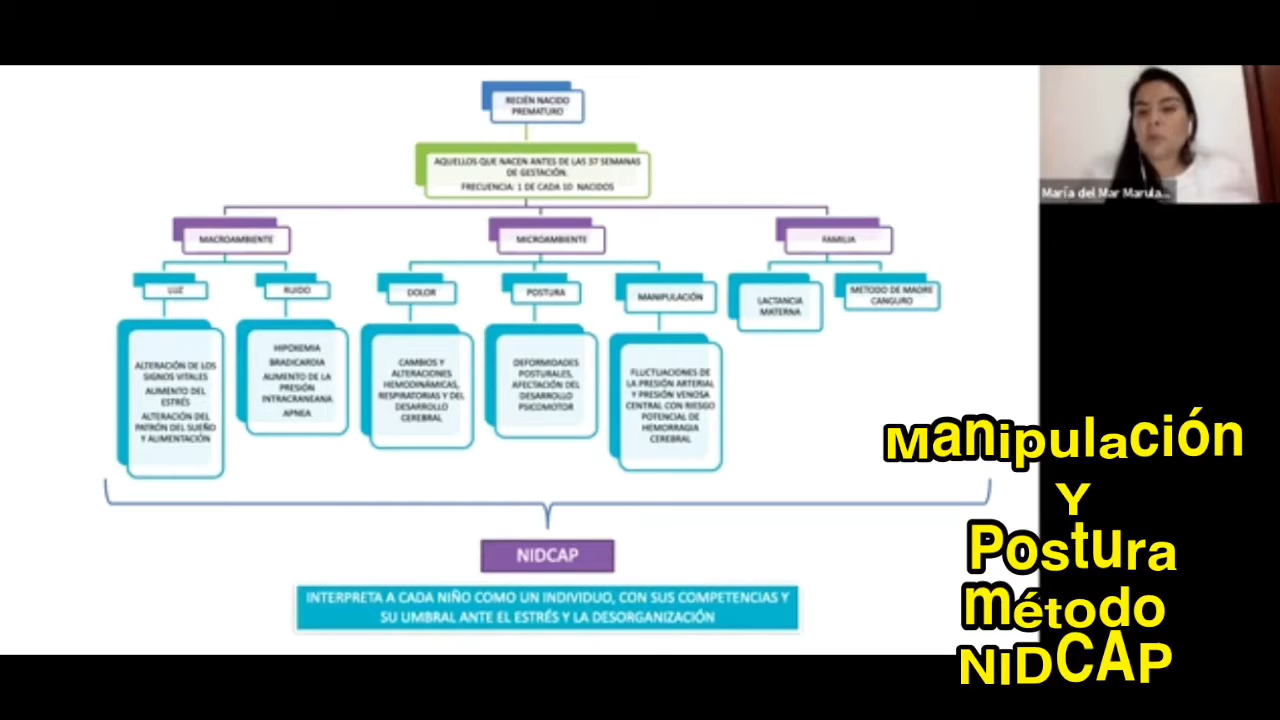 RECIÉN NACIDO
PREMATURO
AQUELLOS QUE NACEN ANTES DE LAS 37 SEMANAS
DE GESTACIÓN.
FRECUENCIA: 1 DE CADA 10 NACIDOS
MACROAMBIENTE
MICROAMBIENTE
FAMILIA
LUZ
RUIDO
DOLOR
POSTURA
MANIPULACIÓN
LACTANCIA
MATERNA
METODO DE MADRE
CANGURO
ALTERACIÓN DE LOS
SIGNOS VITALES
AUMENTO DEL
ESTRÉS
ALTERACIÓN DEL
PATRÓN DEL SUEÑO
Y ALIMENTACIÓN
HIPOXEMIA
BRADICARDIA
AUMENTO DE LA
PRESIÓN
INTRACRANEANA
APNEA
CAMBIOS Y
ALTERACIONES
HEMODINÁMICAS,
RESPIRATORIAS Y DEL
DESARROLLO
CEREBRAL
DEFORMIDADES
POSTURALES,
AFECTACIÓN DEL
DESARROLLO
PSICOMOTOR
FLUCTUACIONES DE
LA PRESIÓN ARTERIAL
Y PRESIÓN VENOSA
CENTRAL CON RIESGO
POTENCIAL DE
HEMORRAGIA
CEREBRAL
NIDCAP
INTERPRETA A CADA NIÑO COMO UN INDIVIDUO, CON SUS COMPETENCIAS Y
SU UMBRAL ANTE EL ESTRÉS Y LA DESORGANIZACIÓN
María del Mar Marula...
Manipulación
Y
Postura
método
NIDCAP